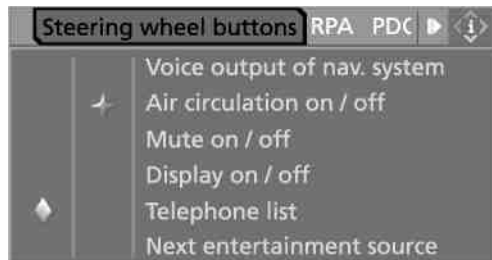 Steering wheel buttons RPA PDC
Voice output of nav. system
Air circulation on / off
Mute on / off
Display on / off
Telephone list
Next entertainment source